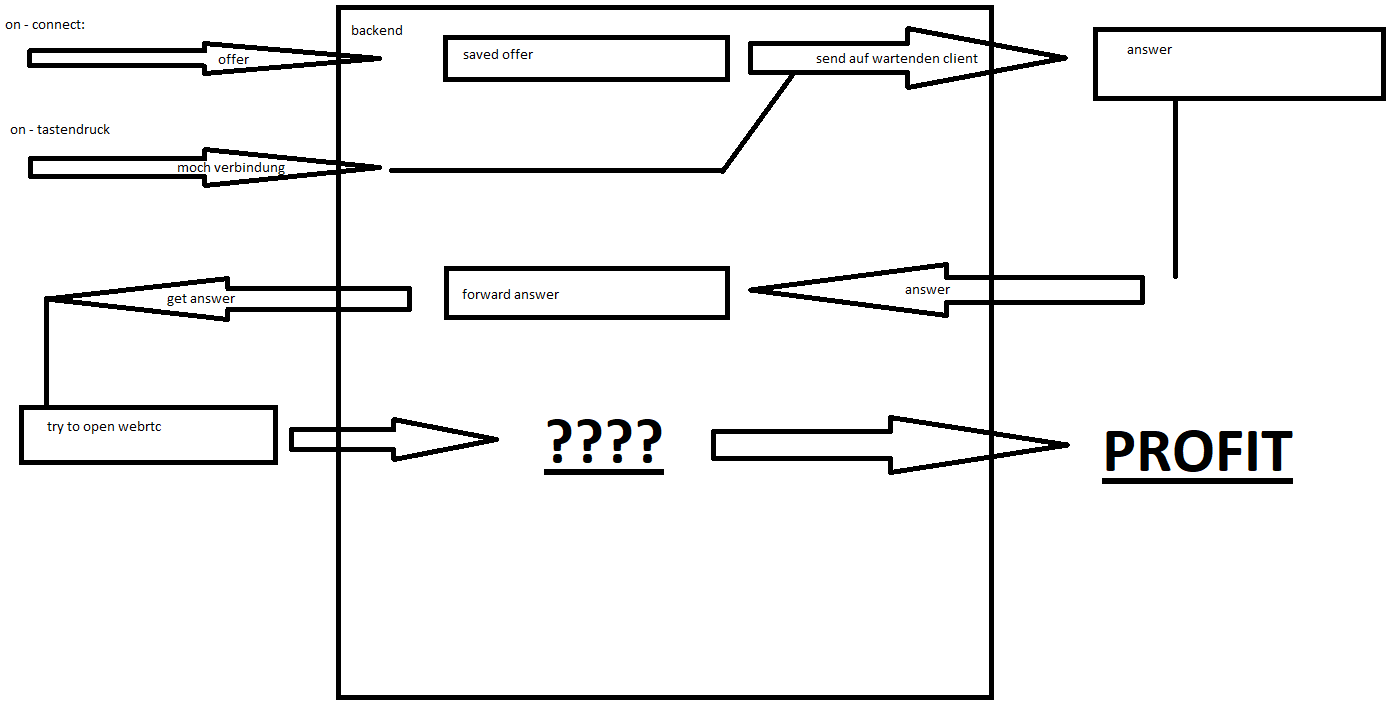 on - connect:
backend
offer
saved offer
send auf wartenden client
answer
on - tastendruck
moch verbindung
get answer
forward answer
answer
try to open webrtc
????
PROFIT